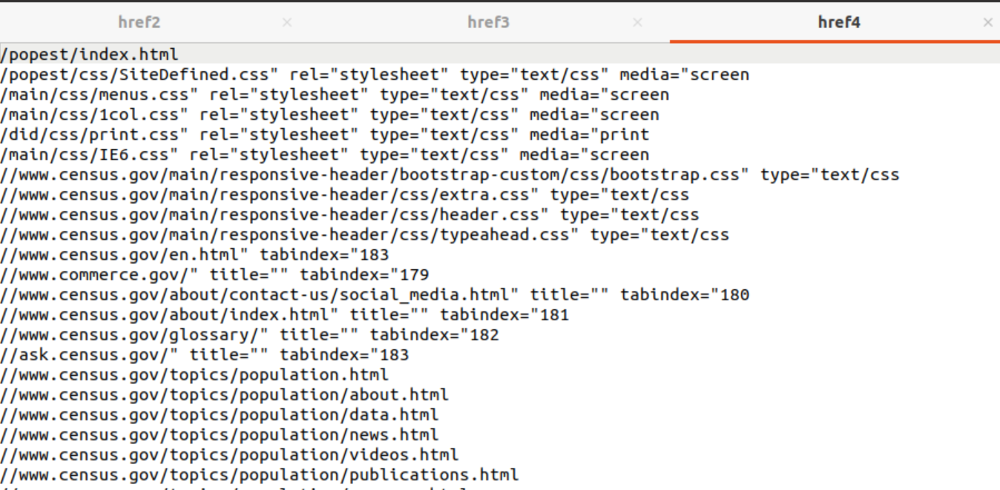 href2 × href3 × href4 ×
/popest/index.html
/popest/css/SiteDefined.css" rel="stylesheet" type="text/css" media="screen
/main/css/menus.css" rel="stylesheet" type="text/css" media="screen
/main/css/1col.css" rel="stylesheet" type="text/css" media="screen
/did/css/print.css" rel="stylesheet" type="text/css" media="print
/main/css/IE6.css" rel="stylesheet" type="text/css" media="screen
//www.census.gov/main/responsive-header/bootstrap-custom/css/bootstrap.css" type="text/css
//www.census.gov/main/responsive-header/css/extra.css" type="text/css
//www.census.gov/main/responsive-header/css/header.css" type="text/css
//www.census.gov/main/responsive-header/css/typeahead.css" type="text/css
//www.census.gov/en.html" tabindex="183
//www.commerce.gov/" title="" tabindex="179
//www.census.gov/about/contact-us/social_media.html" title="" tabindex="180
//www.census.gov/about/index.html" title="" tabindex="181
//www.census.gov/glossary/" title="" tabindex="182
//ask.census.gov/" title="" tabindex="183
//www.census.gov/topics/population.html
//www.census.gov/topics/population/about.html
//www.census.gov/topics/population/data.html
//www.census.gov/topics/population/news.html
//www.census.gov/topics/population/videos.html
//www.census.gov/topics/population/publications.html